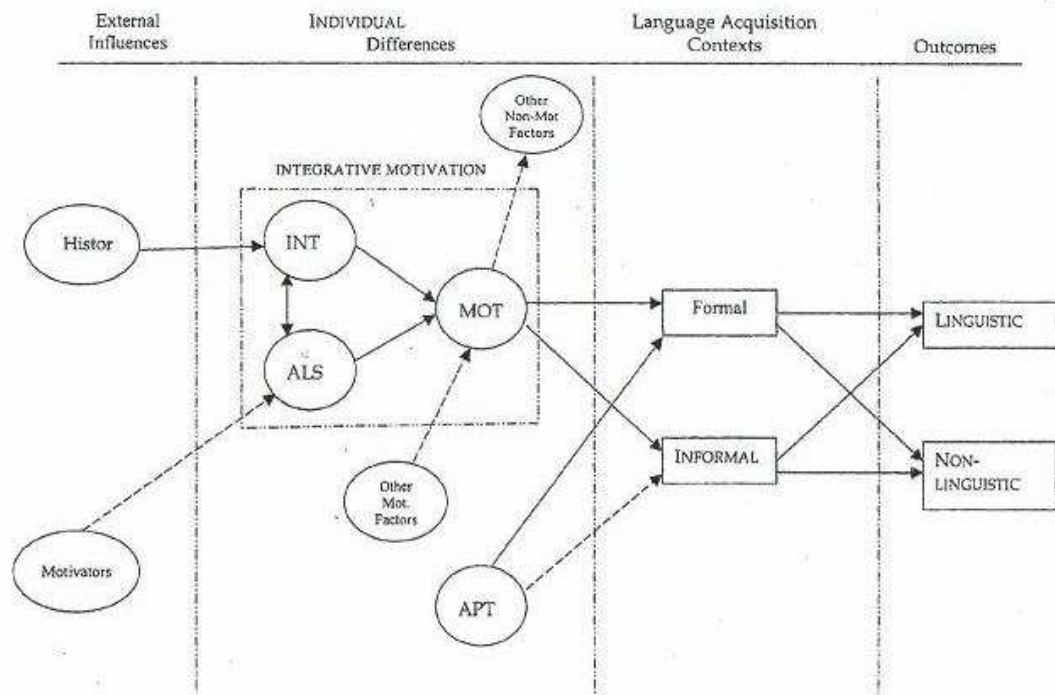 External
Influences
INDIVIDUAL
Differences
Language Acquisition
Contexts
Outcomes
Other
Non-Mot
Factors
INTEGRATIVE MOTIVATION
Histor
INT
MOT
Formal
LINGUISTIC
ALS
INFORMAL
NON-
LINGUISTIC
Other
Mot.
Factors
Motivators
APT